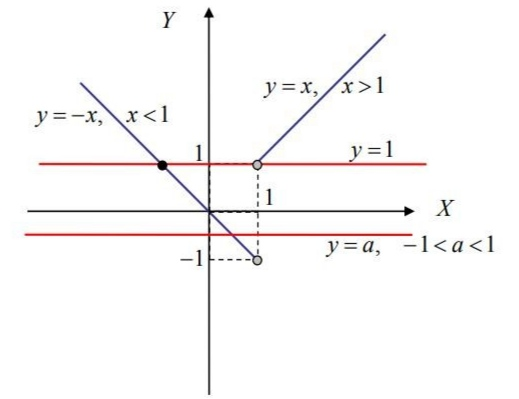 Y
y = x, x > 1
y = −x, x < 1
1
y = 1
1
X
y = a, −1 < a < 1
−1